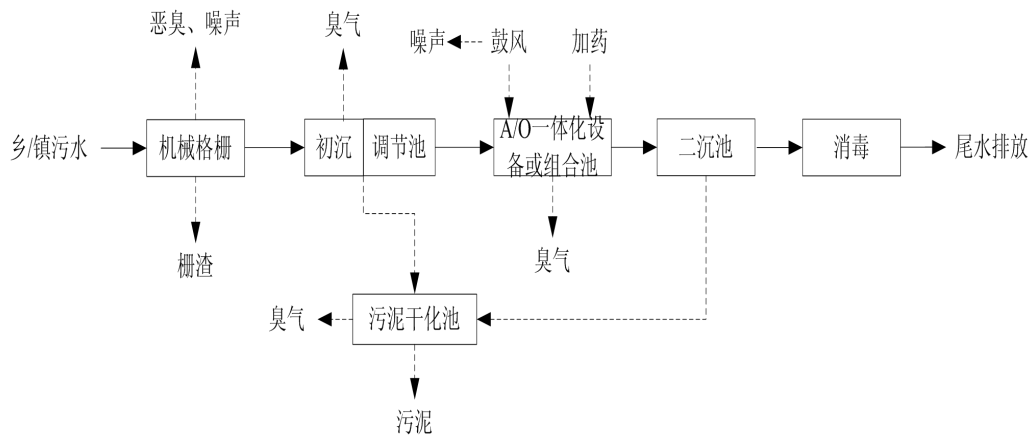 恶臭、噪声
臭气
噪声
鼓风
加药
乡/镇污水
机械格栅
初沉
调节池
A/O一体化设
备或组合池
二沉池
消毒
尾水排放
栅渣
臭气
臭气
污泥干化池
污泥